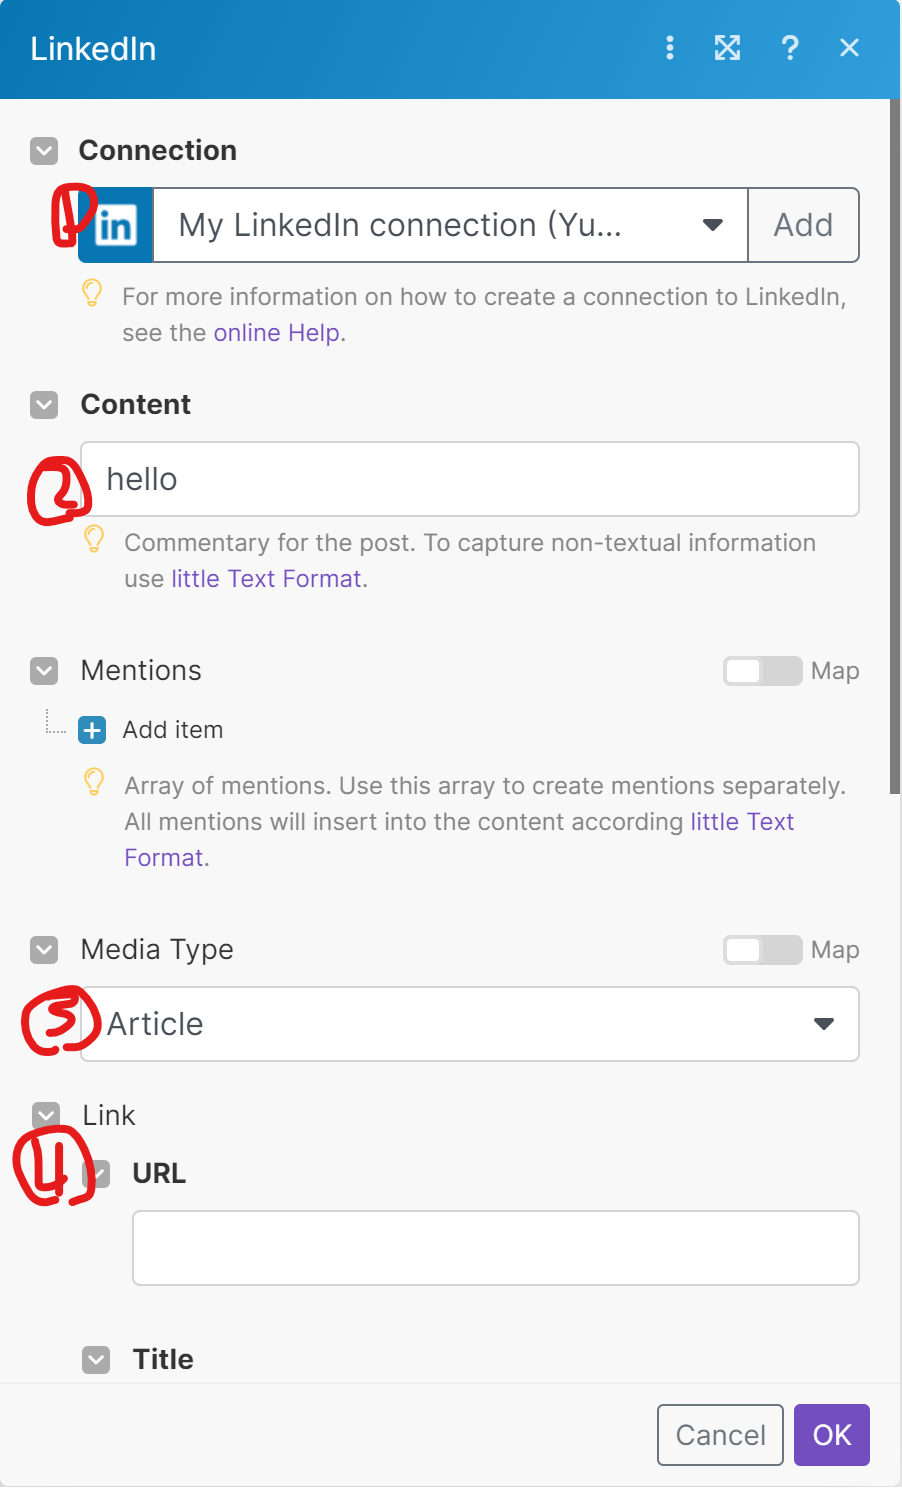 LinkedIn
?
Connection
1
in
My LinkedIn connection (Yu...
Add
For more information on how to create a connection to LinkedIn,
see the online Help.
Content
2
hello
Commentary for the post. To capture non-textual information
use little Text Format.
Mentions
Map
Add item
Array of mentions. Use this array to create mentions separately.
All mentions will insert into the content according little Text
Format.
Media Type
Map
3
Article
Link
4
URL
Title
Cancel
OK